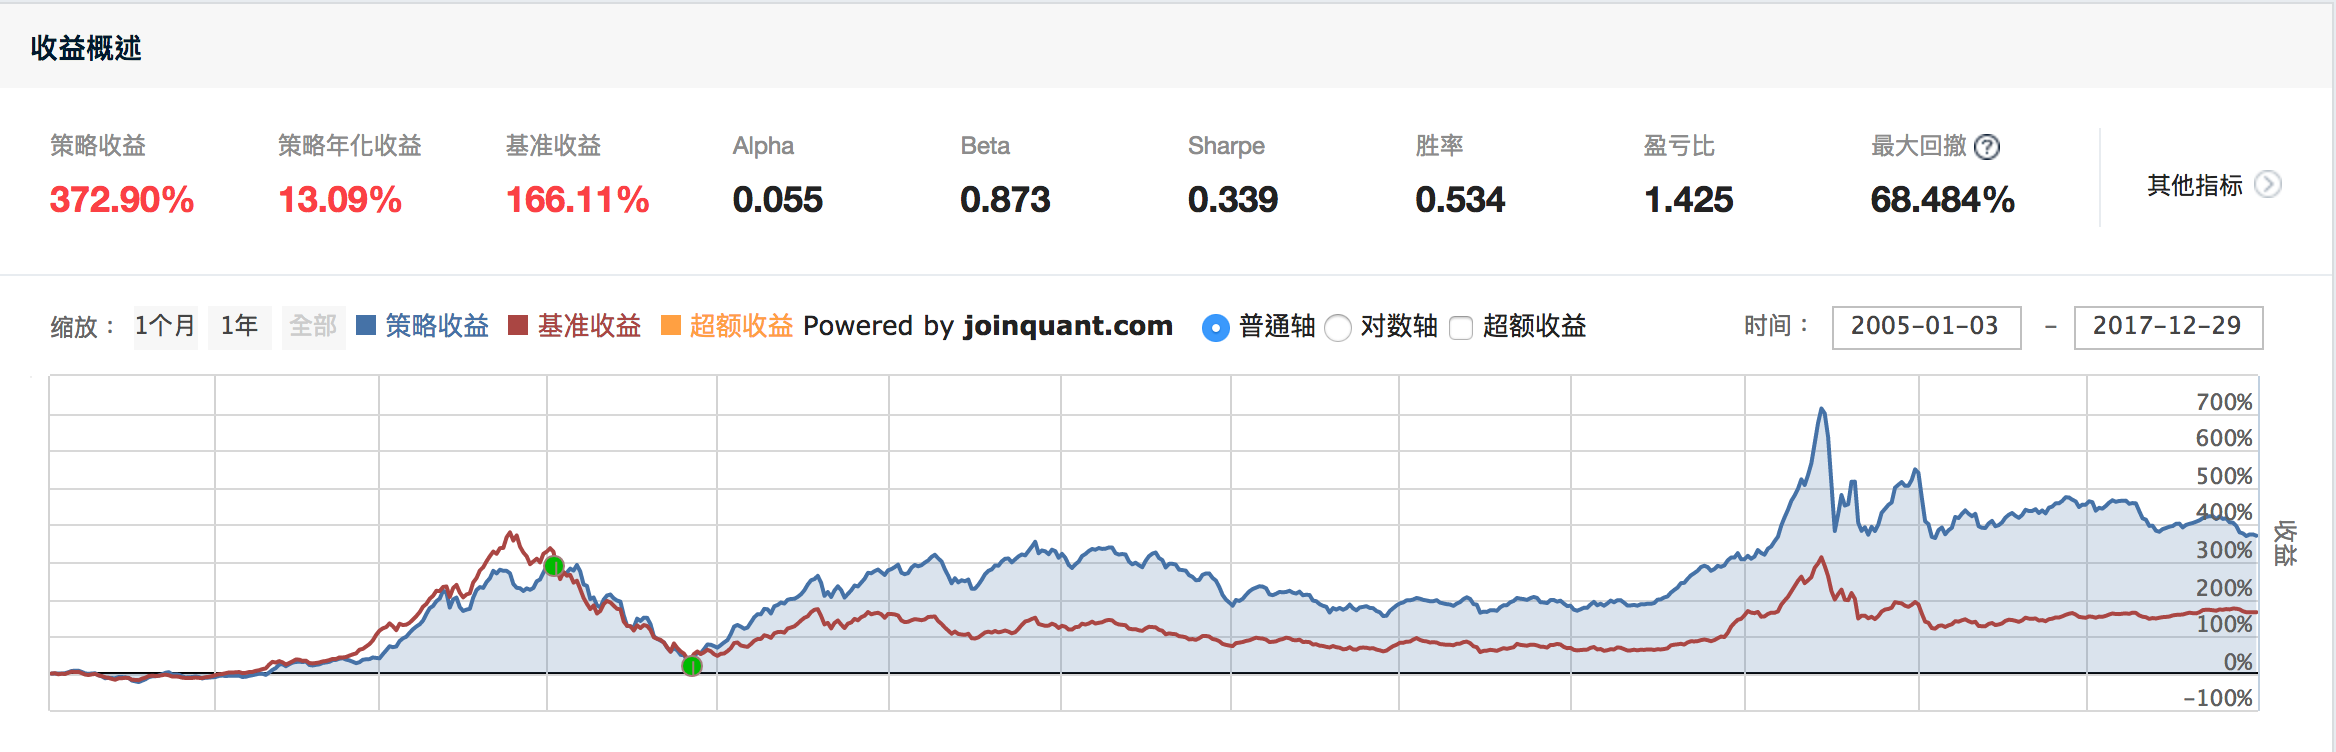 收益概述
策略收益 策略年化收益 基准收益 Alpha Beta Sharpe 胜率 盈亏比 最大回撤 ?
372.90% 13.09% 166.11% 0.055 0.873 0.339 0.534 1.425 68.484% 其他指标
缩放： 1个月 1年 全部 策略收益 基准收益 超额收益 Powered by joinquant.com 普通轴 对数轴 超额收益 时间： 2005-01-03 - 2017-12-29
700%
600%
500%
400%
300%
200%
100%
0%
-100%
收益